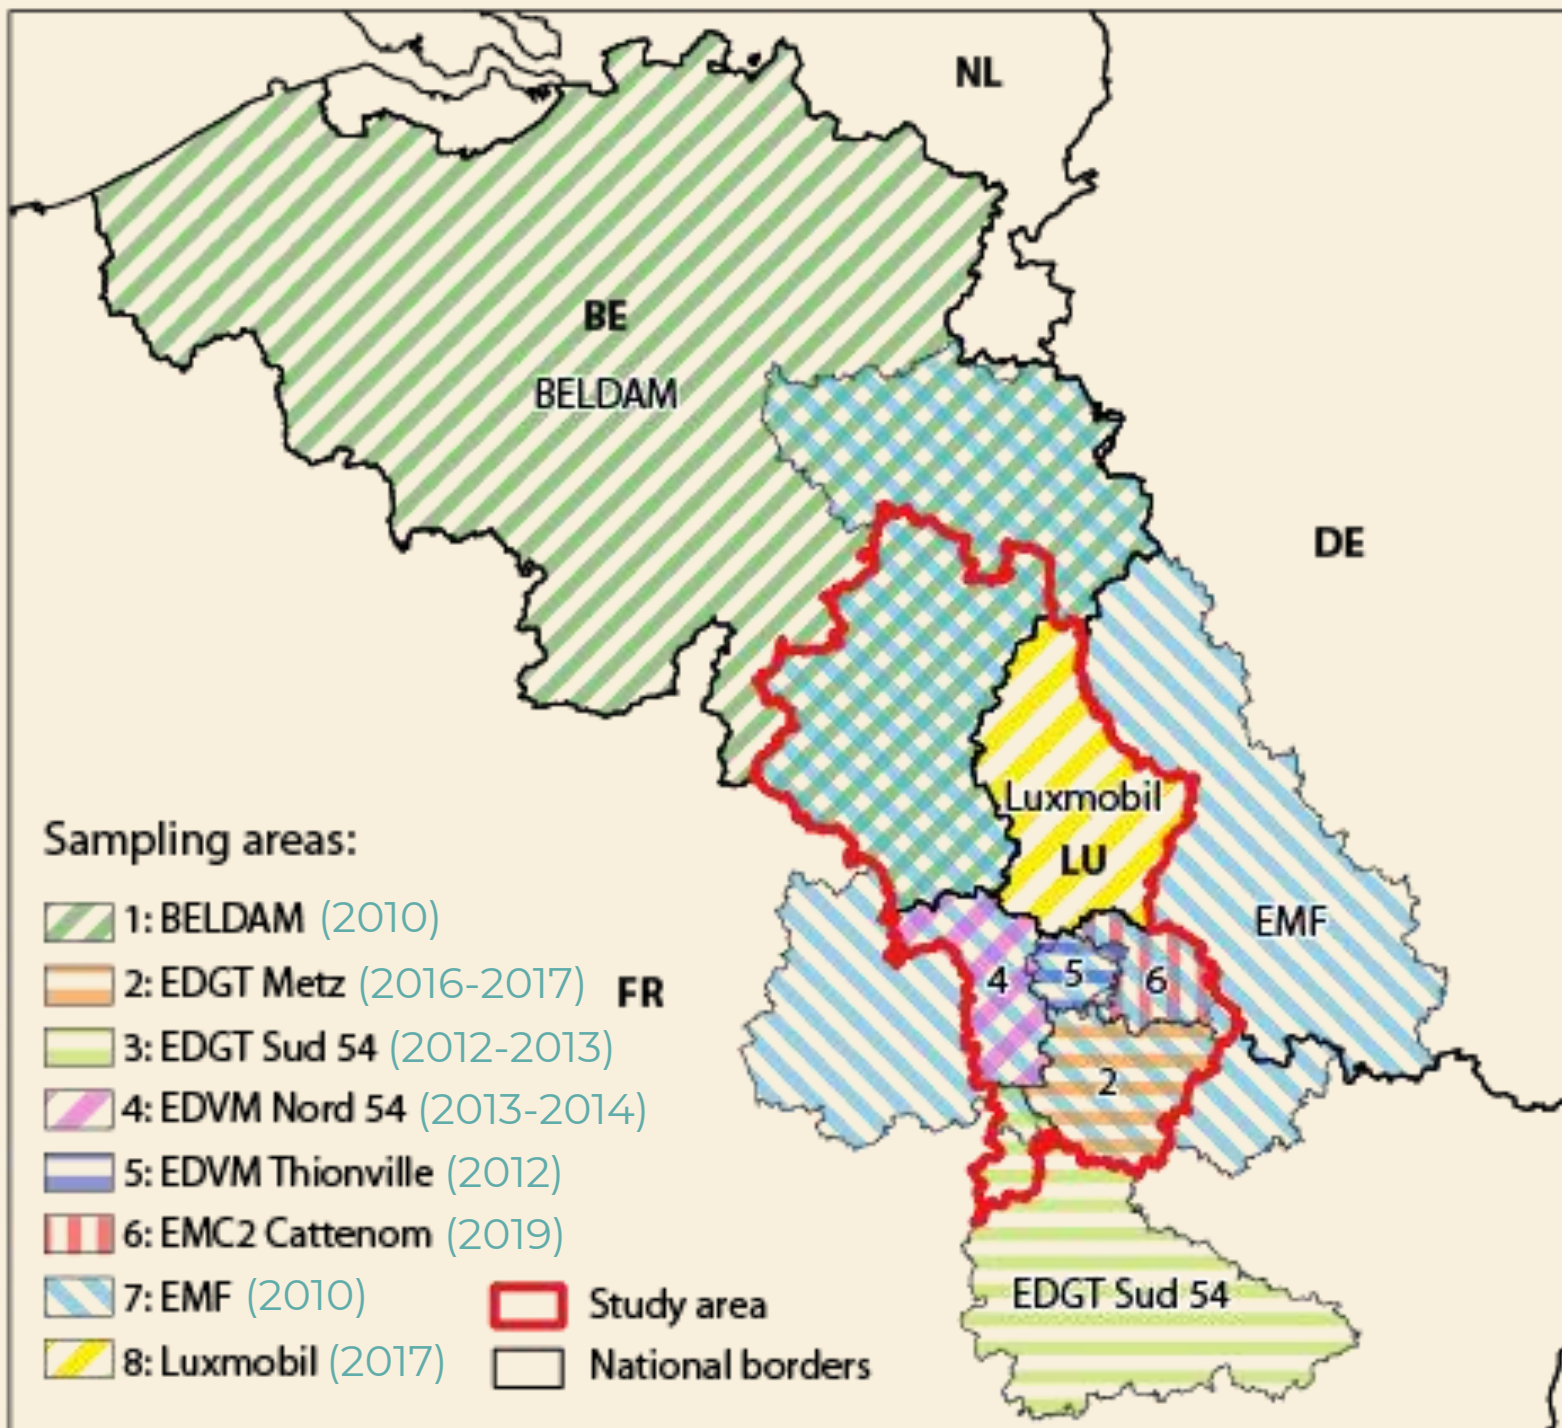 NL
BE
BELDAM
DE
Luxmobil
LU
EMF
FR
4
5
6
2
EDGT Sud 54
Sampling areas:
1: BELDAM (2010)
2: EDGT Metz (2016-2017)
3: EDGT Sud 54 (2012-2013)
4: EDVM Nord 54 (2013-2014)
5: EDVM Thionville (2012)
6: EMC2 Cattenom (2019)
7: EMF (2010)
8: Luxmobil (2017)
Study area
National borders